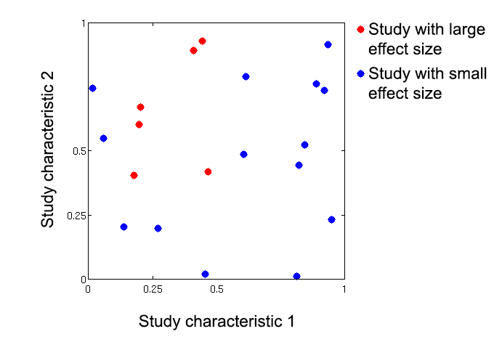 1
0.5
0.25
0
0
0.25
0.5
1
Study characteristic 2
Study characteristic 1
Study with large
effect size
Study with small
effect size